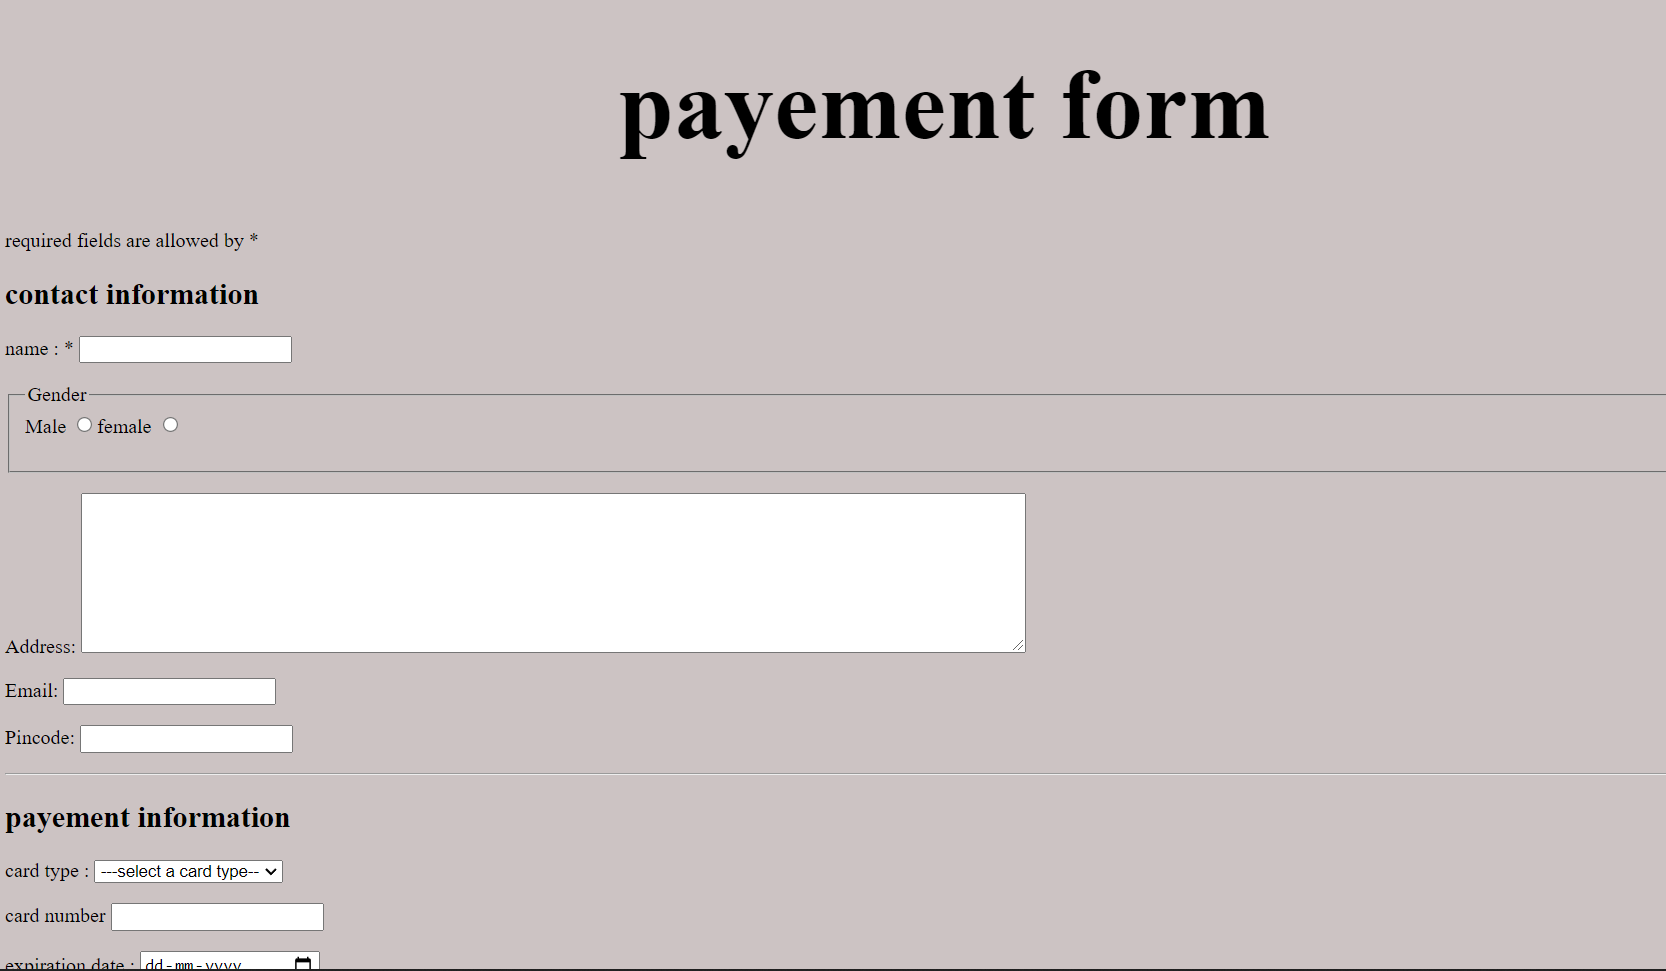 payement form
required fields are allowed by *
contact information
name : *
Gender
Male female
Address:
Email:
Pincode:
payement information
card type : ---select a card type--
card number
expiration date : dd-mm-yyyy